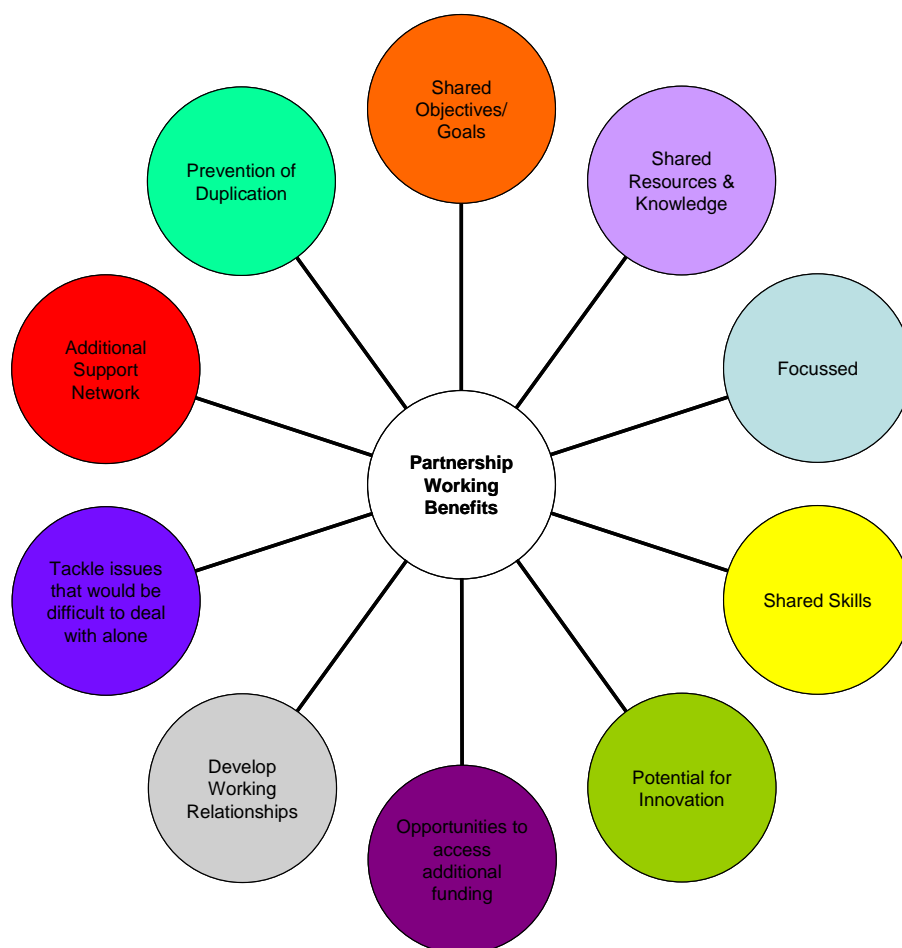 Shared
Objectives/
Goals
Shared
Resources &
Knowledge
Focussed
Shared Skills
Potential for
Innovation
Opportunities to
access
additional
funding
Develop
Working
Relationships
Tackle issues
that would be
difficult to deal
with alone
Additional
Support
Network
Prevention of
Duplication
Partnership
Working
Benefits